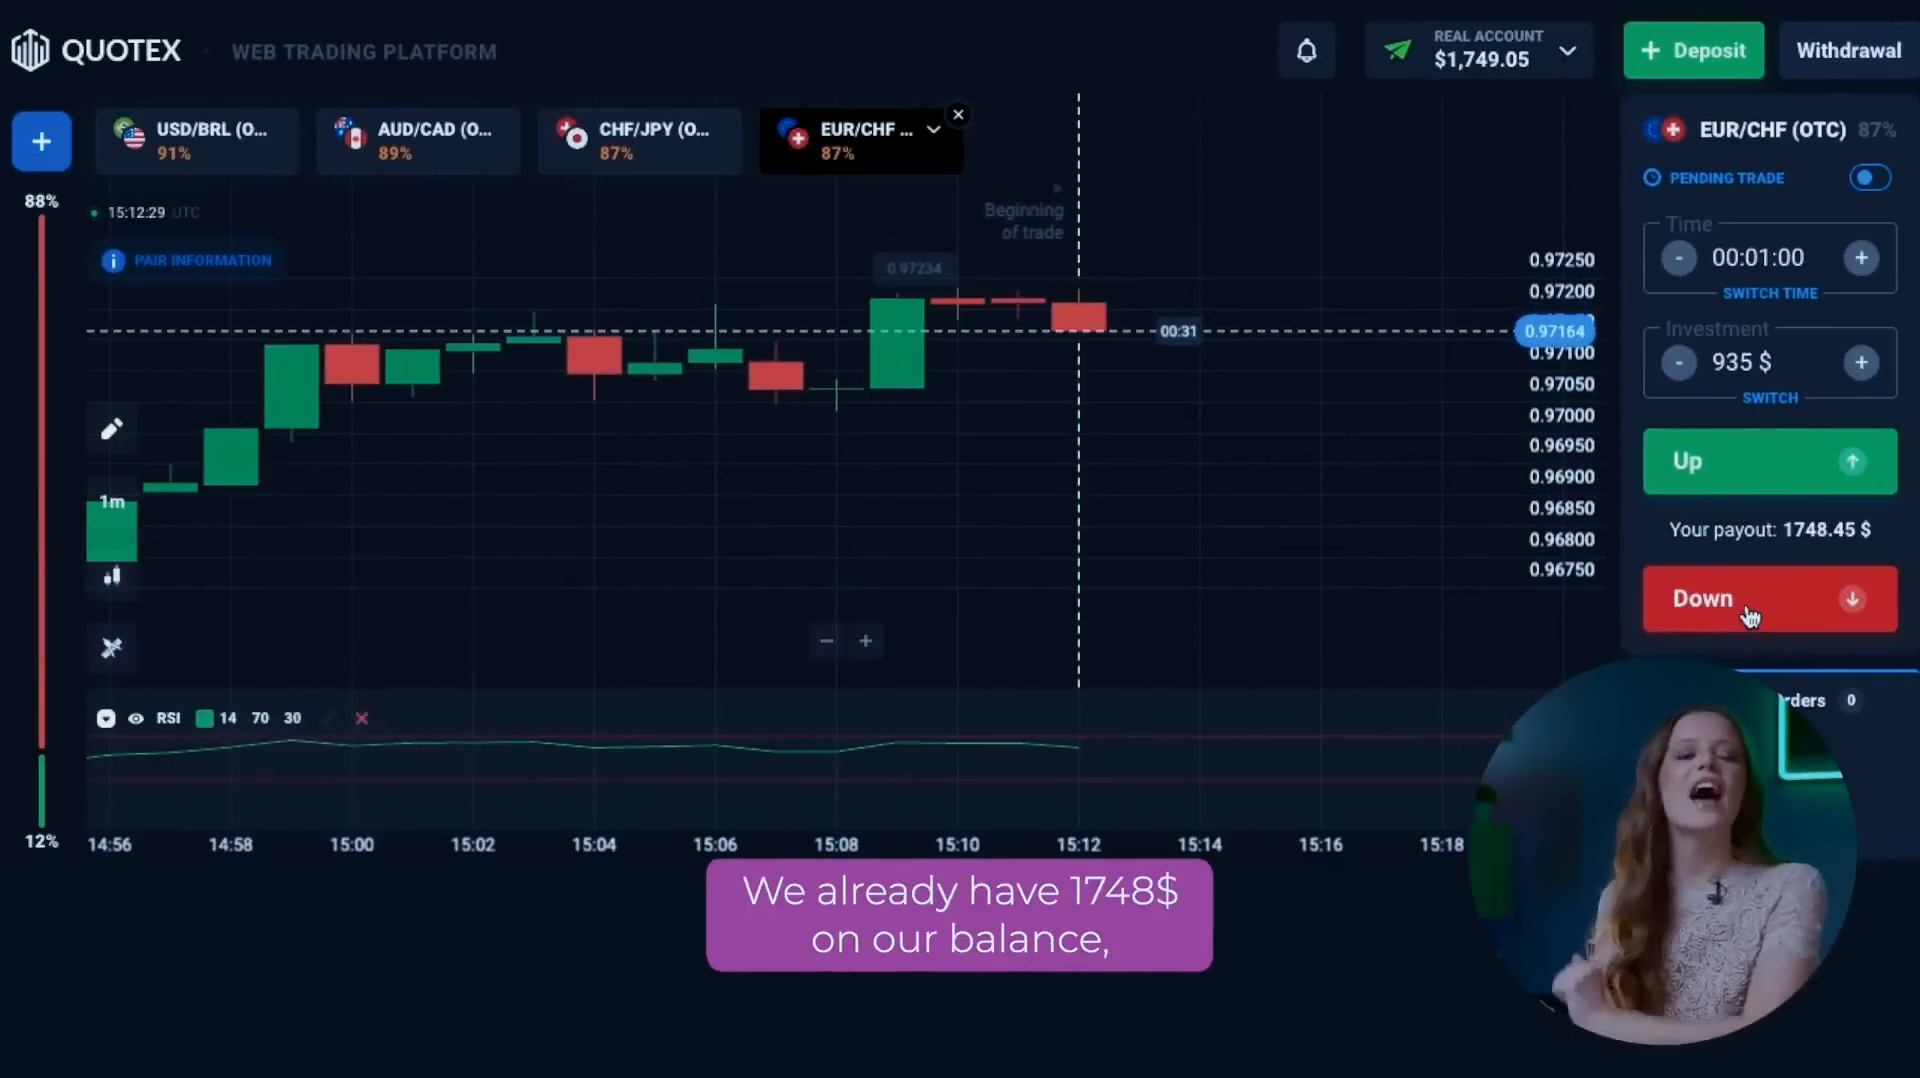 QUOTEX
WEB TRADING PLATFORM
REAL ACCOUNT
$1,749.05
+ Deposit
Withdrawal
+
USD/BRL (O...
91%
AUD/CAD (O...
89%
CHF/JPY (O...
87%
EUR/CHF ...
87%
EUR/CHF (OTC) 87%
PENDING TRADE
88%
15:12:29 UTC
PAIR INFORMATION
Beginning
of trade
0.97234
00:31
0.97250
0.97200
0.97164
0.97100
0.97050
0.97000
0.96950
0.96900
0.96850
0.96800
0.96750
Time
- 00:01:00 +
SWITCH TIME
Investment
- 935 $ +
SWITCH
Up
Your payout: 1748.45 $
Down
1m
− +
RSI 14 70 30
rders 0
12%
14:56 14:58 15:00 15:02 15:04 15:06 15:08 15:10 15:12 15:14 15:16 15:18
We already have 1748$
on our balance,